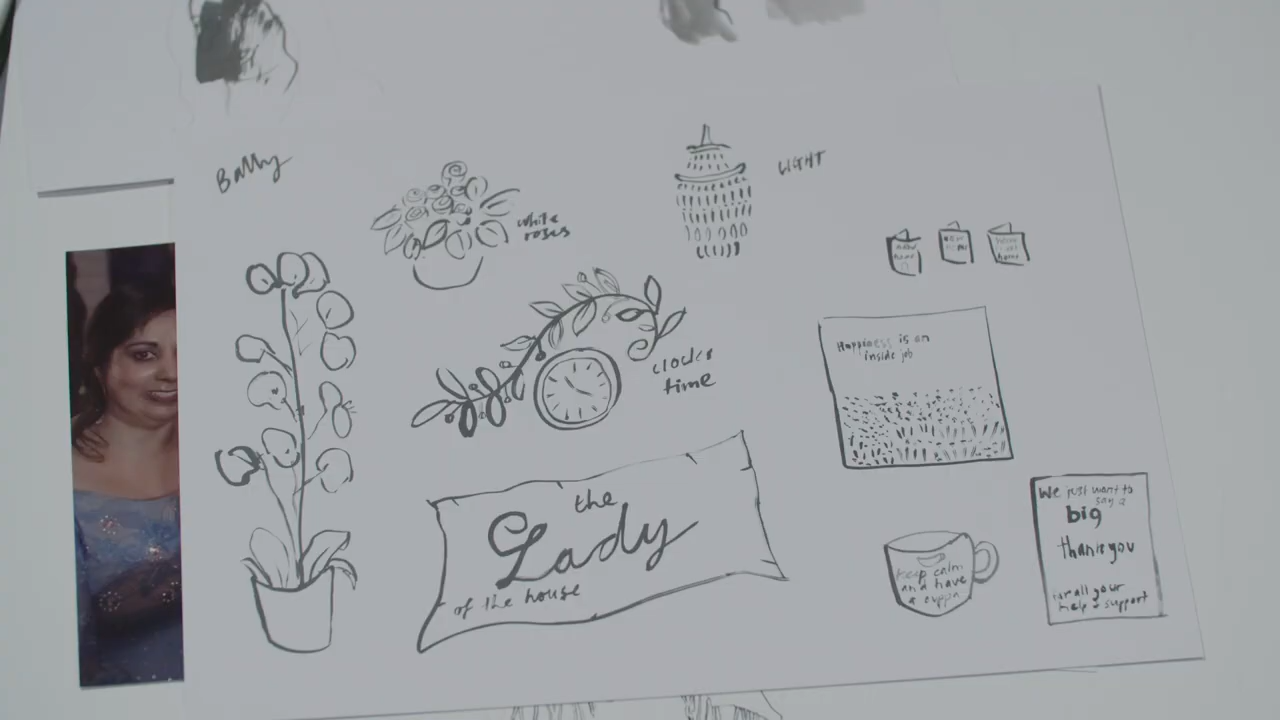 Bally
white
roses
LIGHT
clocks
time
Happiness is an
inside job
the
Lady
of the house
keep calm
and have
a cuppa
We just want to
say a
big
thank you
for all your
help & support